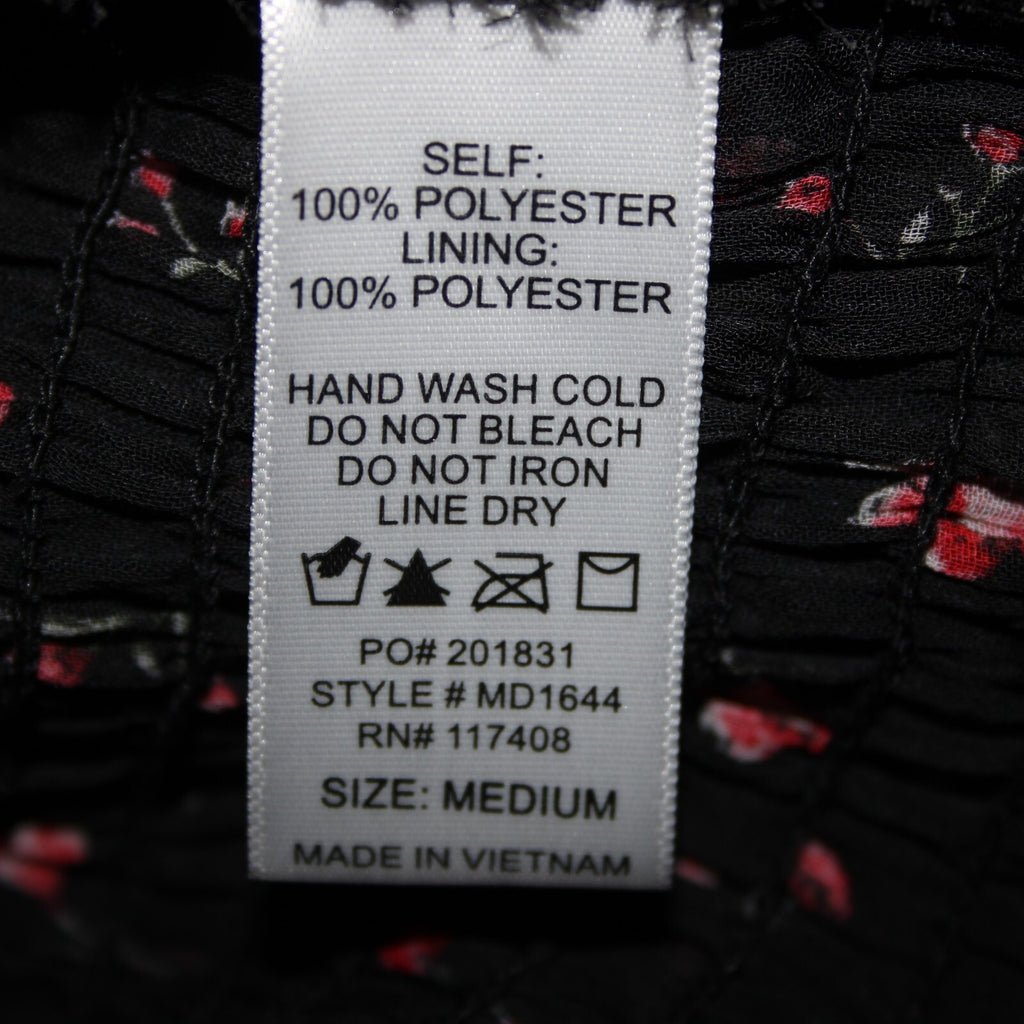 SELF:
100% POLYESTER
LINING:
100% POLYESTER
HAND WASH COLD
DO NOT BLEACH
DO NOT IRON
LINE DRY
PO# 201831
STYLE # MD1644
RN# 117408
SIZE: MEDIUM
MADE IN VIETNAM